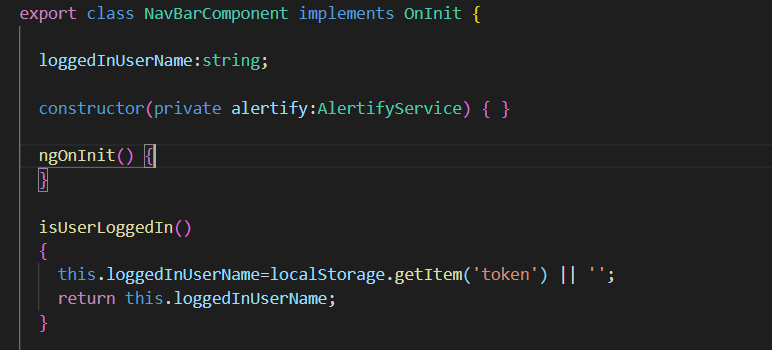 export class NavBarComponent implements OnInit {
loggedInUserName:string;
constructor(private alertify:AlertifyService) { }
ngOnInit() {
}
isUserLoggedIn()
{
this.loggedInUserName=localStorage.getItem('token') || '';
return this.loggedInUserName;
}